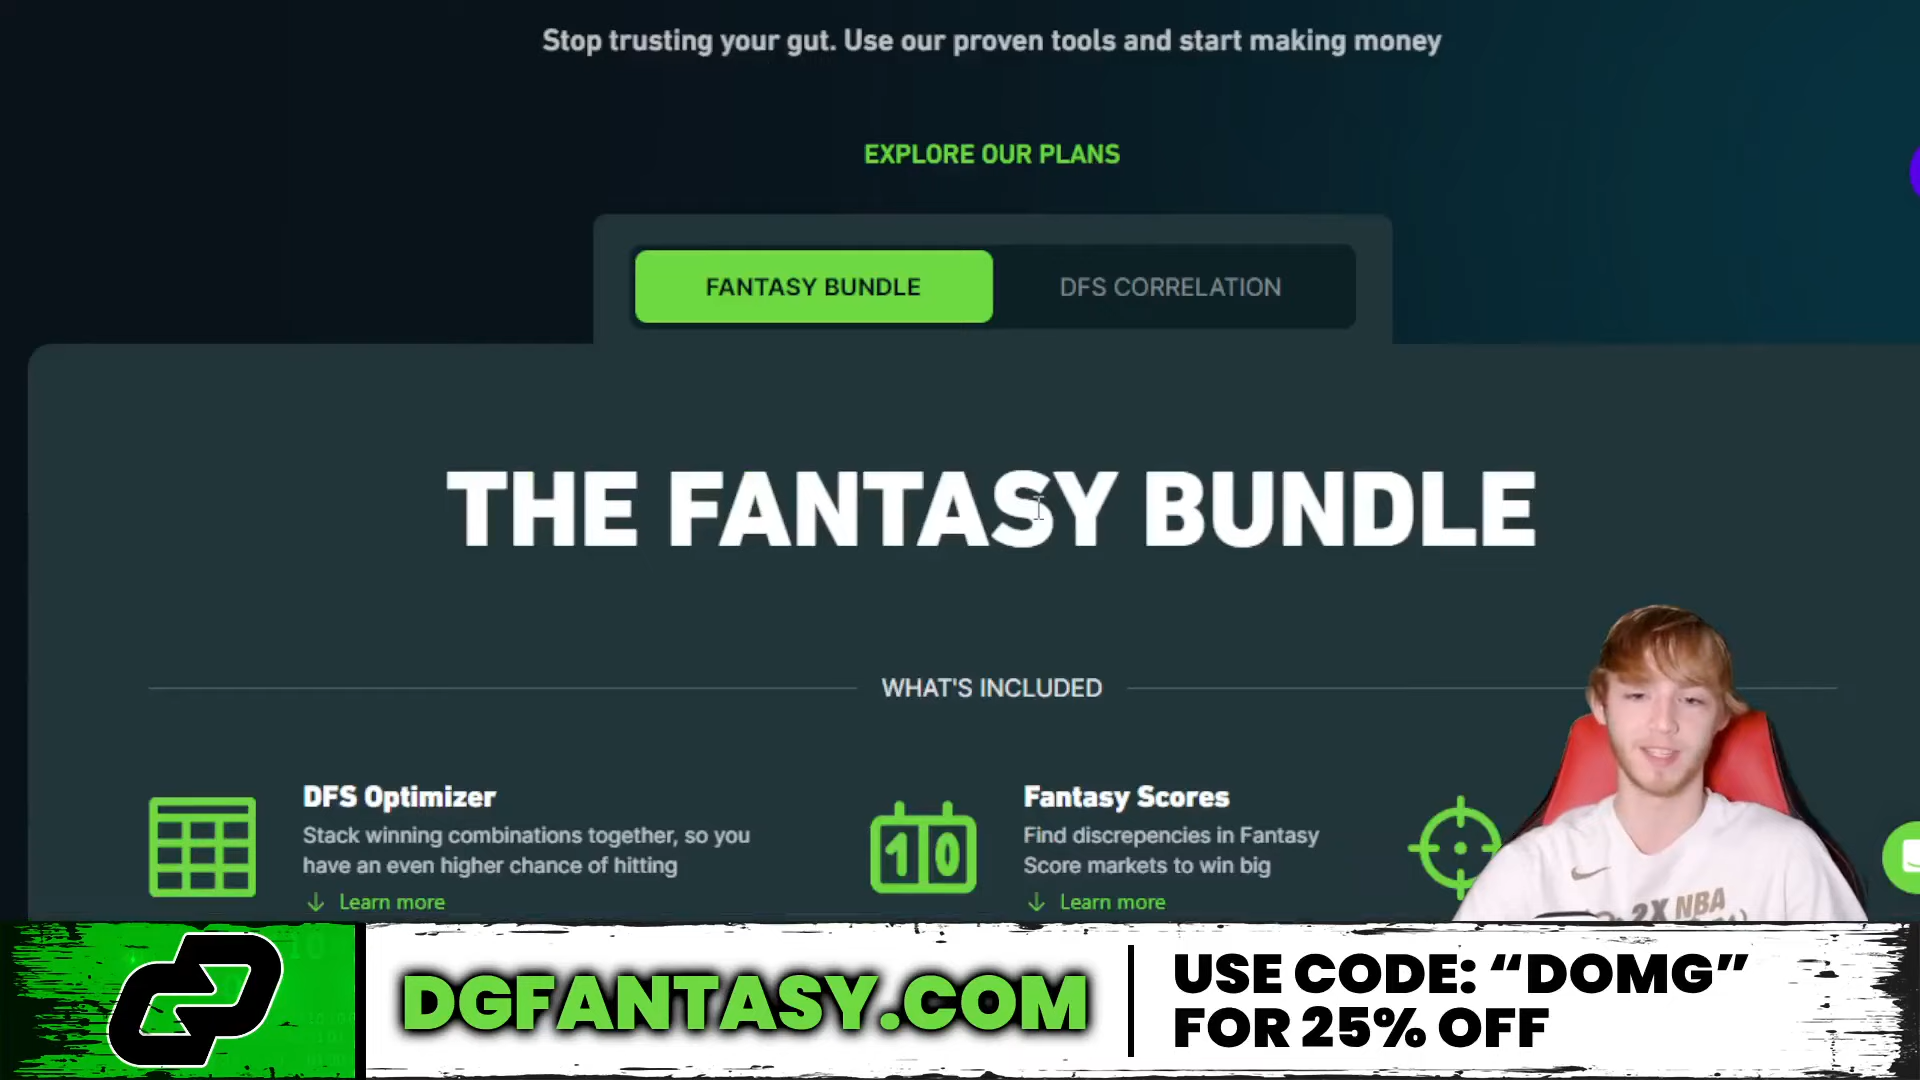 Stop trusting your gut. Use our proven tools and start making money
EXPLORE OUR PLANS
FANTASY BUNDLE
DFS CORRELATION
THE FANTASY BUNDLE
WHAT'S INCLUDED
DFS Optimizer
Stack winning combinations together, so you
have an even higher chance of hitting
Learn more
10
Fantasy Scores
Find discrepencies in Fantasy
Score markets to win big
Learn more
2X NBA
DGFANTASY.COM
USE CODE: “DOMG”
FOR 25% OFF